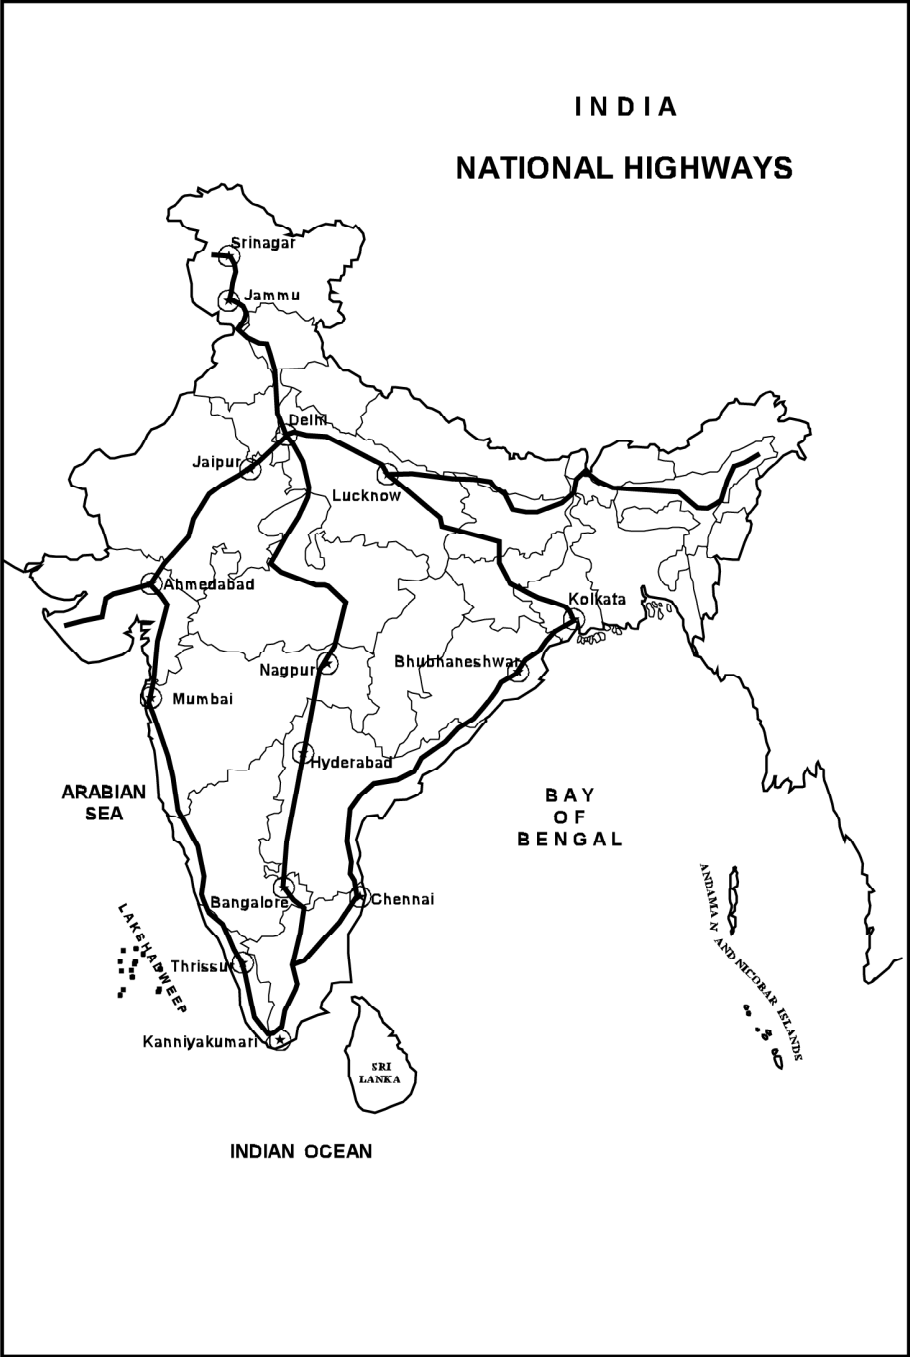 INDIA
NATIONAL HIGHWAYS
Srinagar
Jammu
Delhi
Jaipur
Lucknow
Ahmedabad
Kolkata
Nagpur
Bhubhaneshwar
Mumbai
Hyderabad
ARABIAN
SEA
BAY
OF
BENGAL
Bangalore
Chennai
LAKSHADWEEP
ANDAMAN AND NICOBAR ISLANDS
Thrissur
Kanniyakumari
SRI
LANKA
INDIAN OCEAN